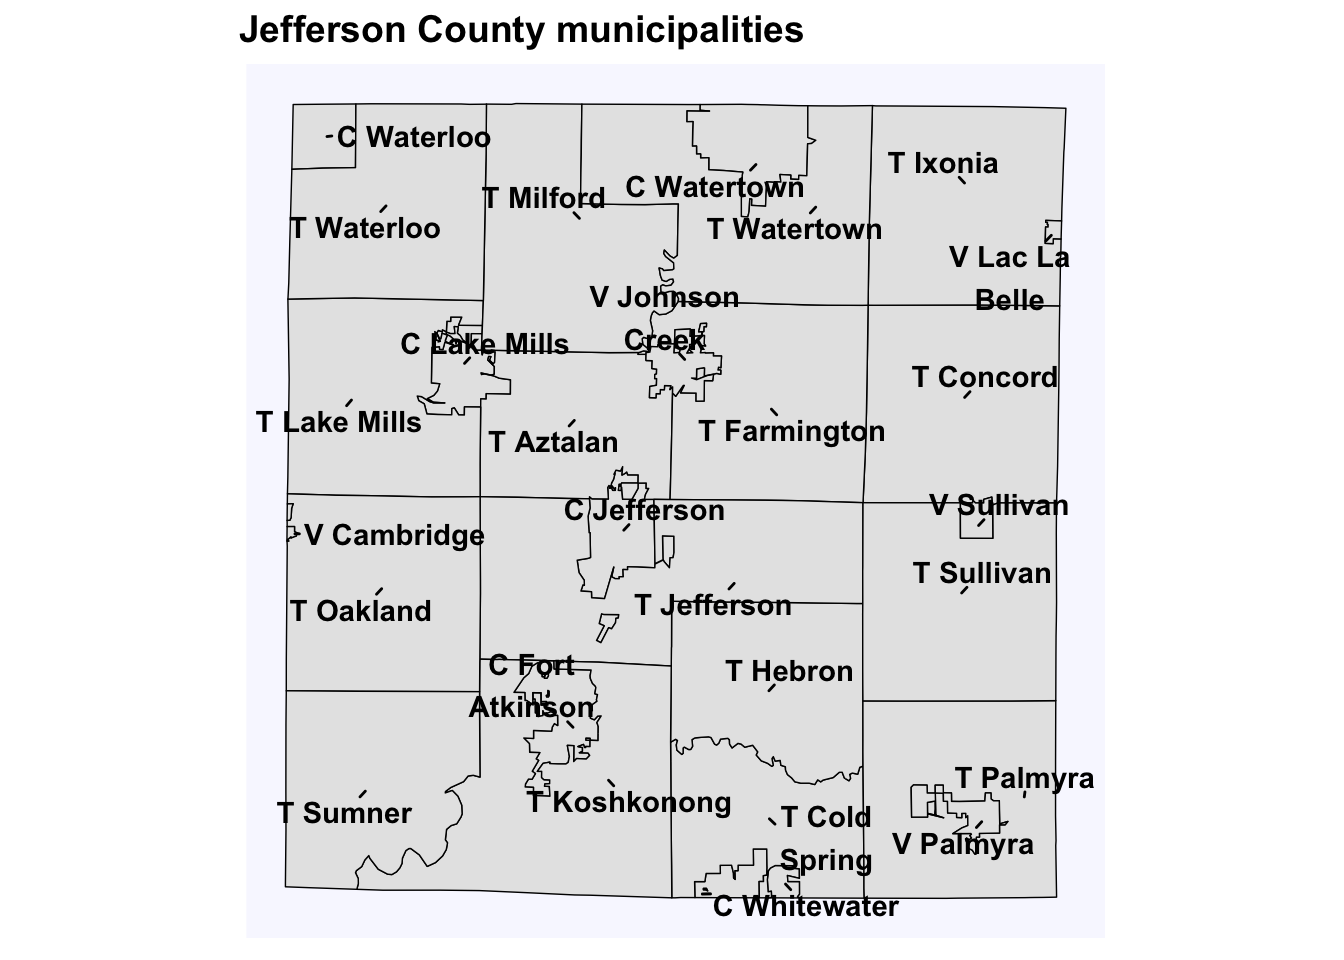 Jefferson County municipalities
C Waterloo
T Ixonia
C Watertown
T Milford
T Waterloo
T Watertown
V Lac La
Belle
V Johnson
Creek
C Lake Mills
T Concord
T Lake Mills
T Aztalan
T Farmington
V Sullivan
C Jefferson
V Cambridge
T Sullivan
T Oakland
T Jefferson
C Fort
Atkinson
T Hebron
T Palmyra
T Sumner
T Koshkonong
T Cold
Spring
V Palmyra
C Whitewater